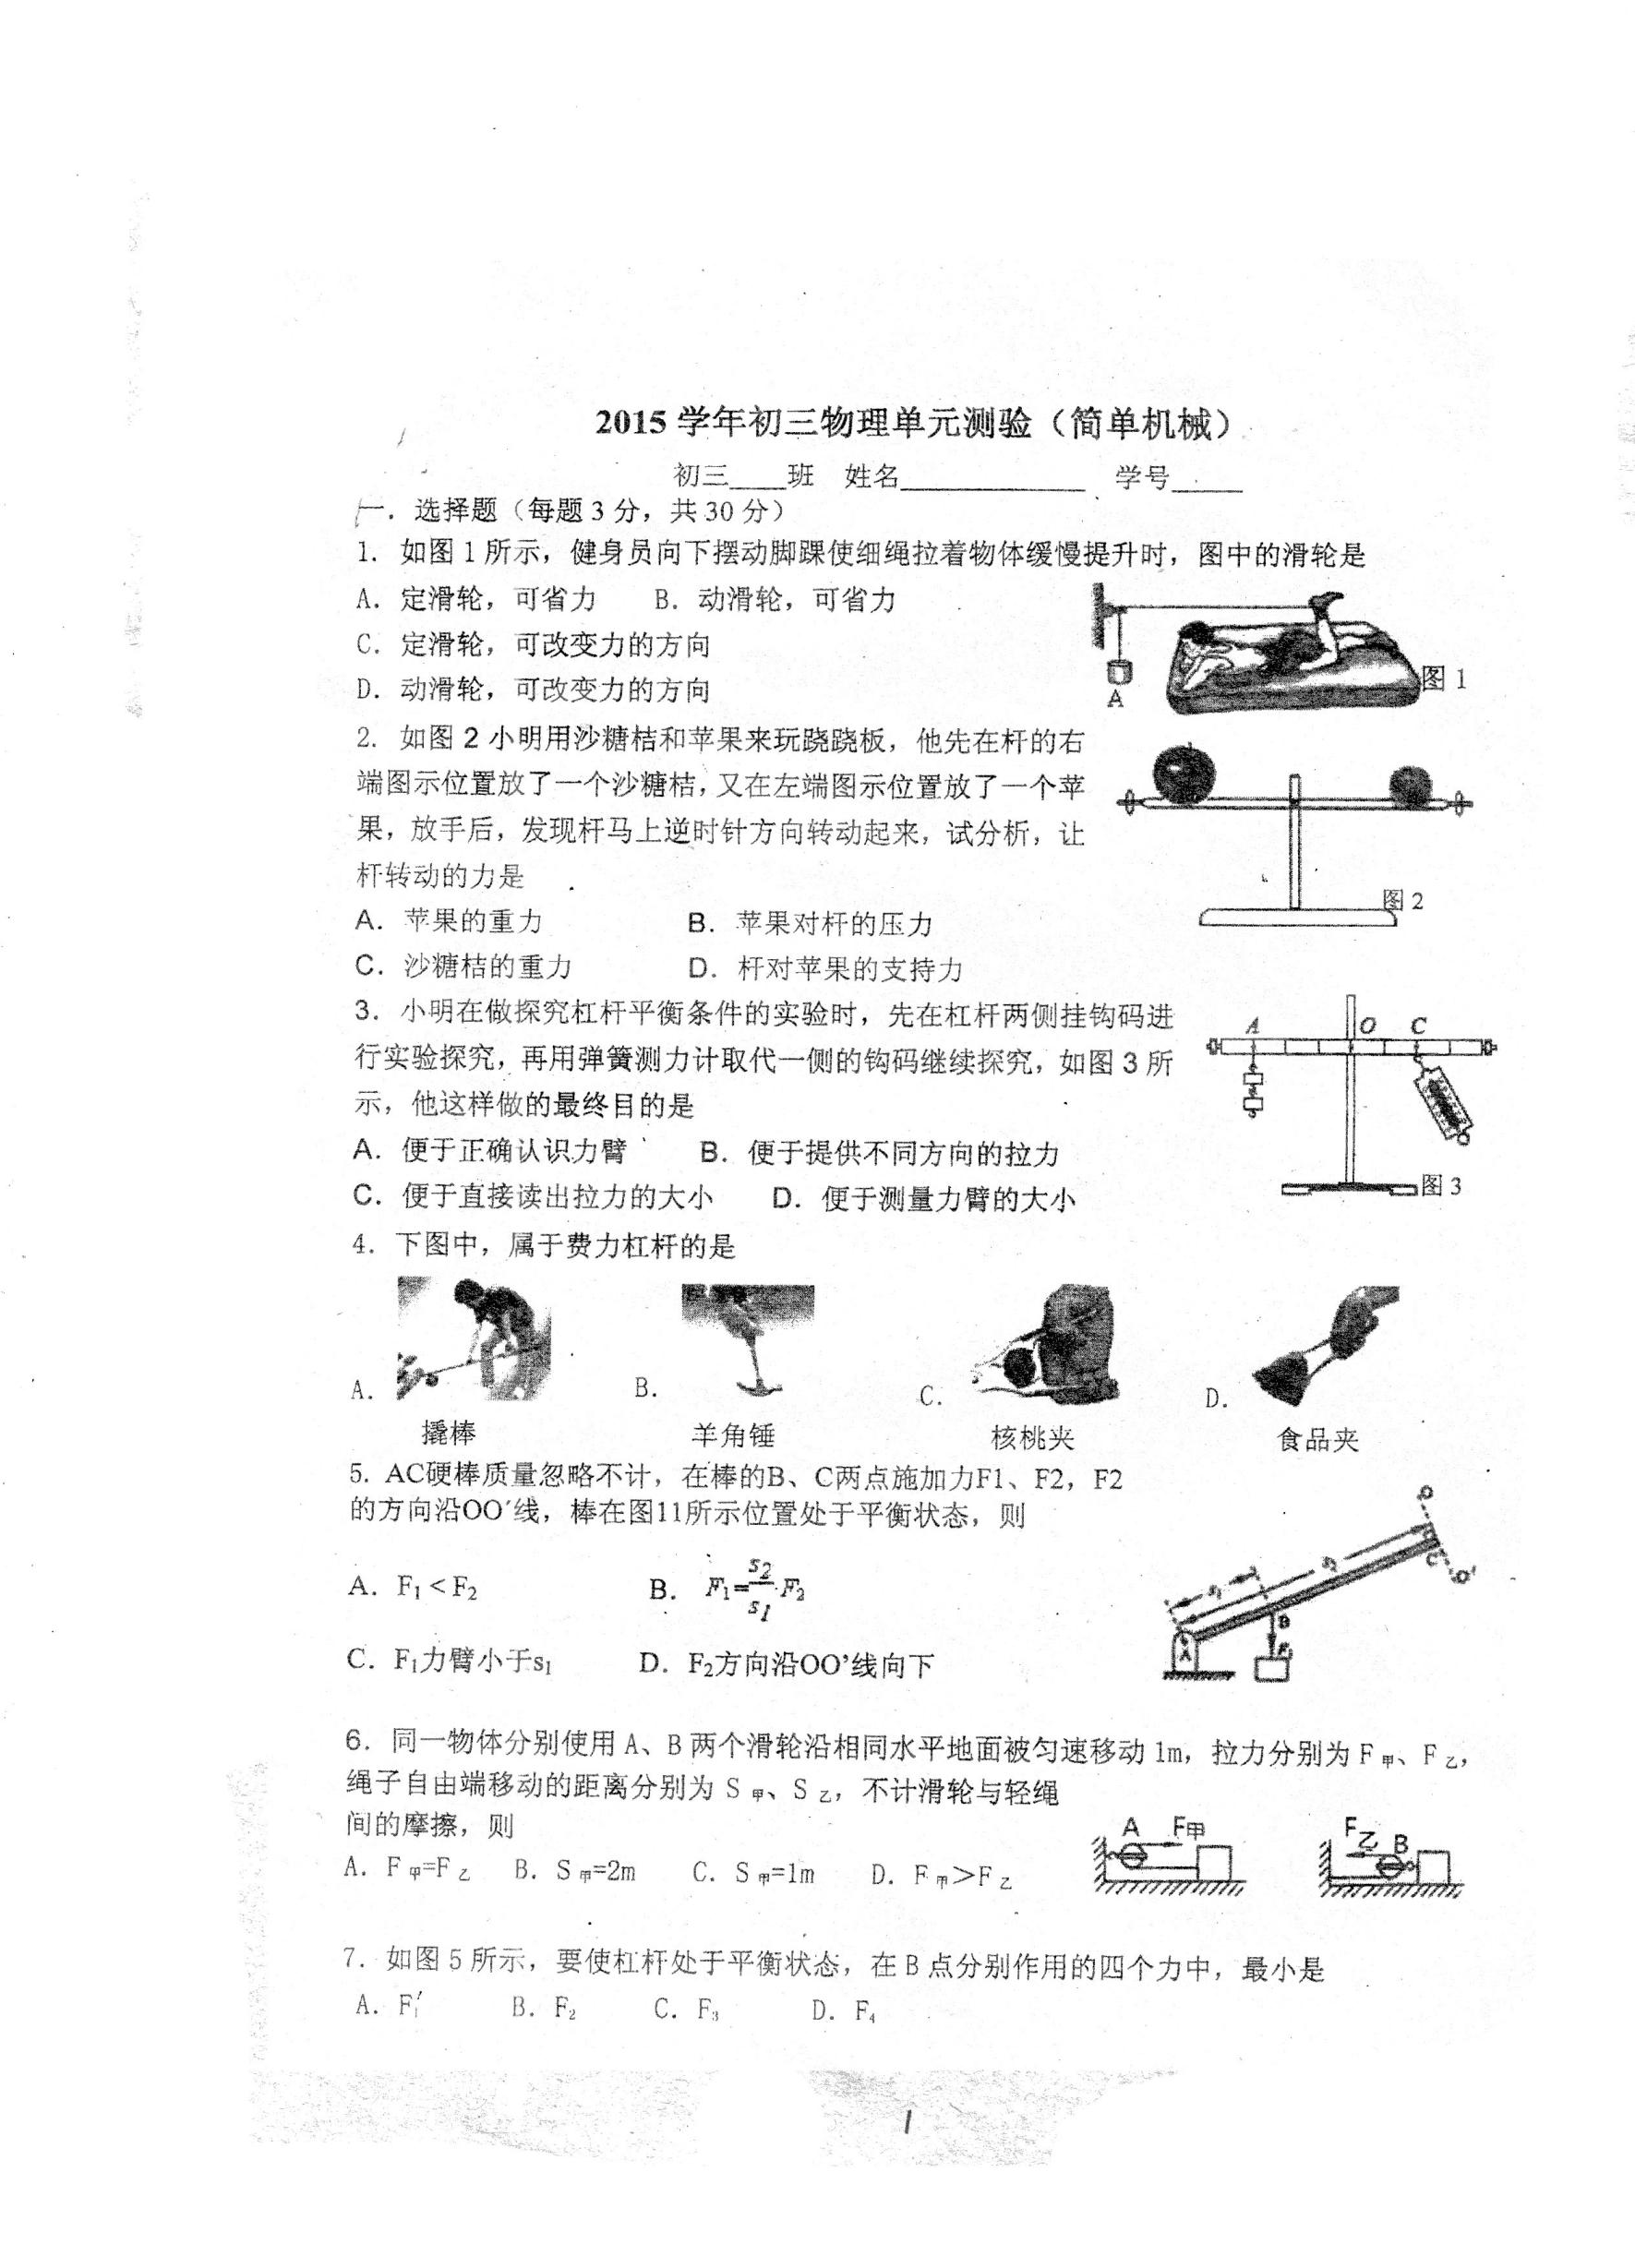 2015 学年初三物理单元测验（简单机械）
初三____班 姓名____________ 学号____
一．选择题（每题 3 分，共 30 分）
1. 如图 1 所示，健身员向下摆动脚踝使细绳拉着物体缓慢提升时，图中的滑轮是
A．定滑轮，可省力 B．动滑轮，可省力
C．定滑轮，可改变力的方向
D．动滑轮，可改变力的方向
A
图 1
2. 如图 2 小明用沙糖桔和苹果来玩跷跷板，他先在杆的右
端图示位置放了一个沙糖桔，又在左端图示位置放了一个苹
果，放手后，发现杆马上逆时针方向转动起来，试分析，让
杆转动的力是
A．苹果的重力 B．苹果对杆的压力
C．沙糖桔的重力 D．杆对苹果的支持力
图 2
3．小明在做探究杠杆平衡条件的实验时，先在杠杆两侧挂钩码进
行实验探究，再用弹簧测力计取代一侧的钩码继续探究，如图 3 所
示，他这样做的最终目的是
A．便于正确认识力臂 B．便于提供不同方向的拉力
C．便于直接读出拉力的大小 D．便于测量力臂的大小
A O C
图 3
4．下图中，属于费力杠杆的是
A． B． C． D．
撬棒 羊角锤 核桃夹 食品夹
5. AC硬棒质量忽略不计，在棒的B、C两点施加力F1、F2，F2
的方向沿OO′线，棒在图11所示位置处于平衡状态，则
A．F₁＜F₂ B．F₁=s₂/s₁·F₂
C．F₁力臂小于s₁ D．F₂方向沿OO’线向下
O
B
A
O'
6．同一物体分别使用 A、B 两个滑轮沿相同水平地面被匀速移动 1m，拉力分别为 F 甲、F 乙，
绳子自由端移动的距离分别为 S 甲、S 乙，不计滑轮与轻绳
间的摩擦，则
A．F 甲=F 乙 B．S 甲=2m C．S 甲=1m D．F 甲＞F 乙
A F甲
F乙 B
7．如图 5 所示，要使杠杆处于平衡状态，在 B 点分别作用的四个力中，最小是
A．F₁′ B．F₂ C．F₃ D．F₄
1